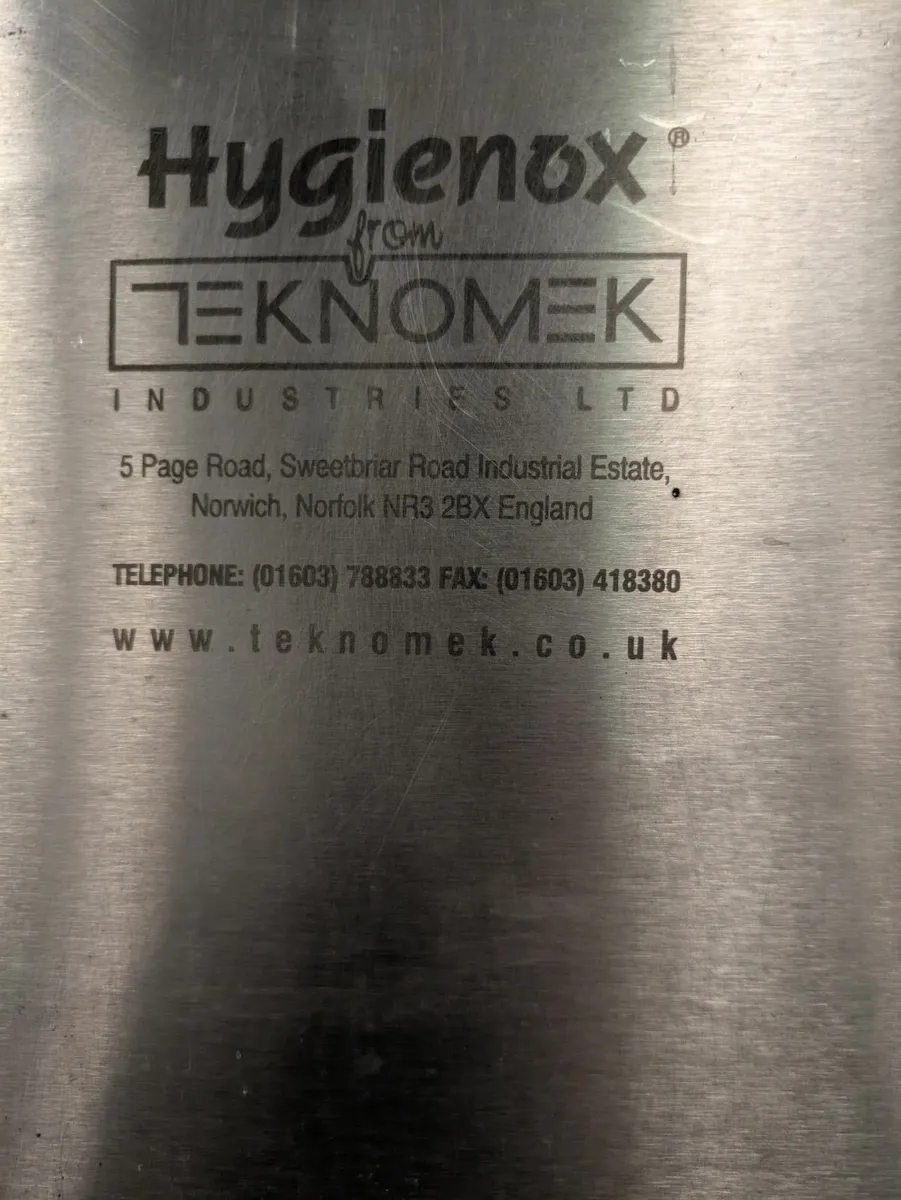 Hygienox ®
from
TEKNOMEK
INDUSTRIES LTD
5 Page Road, Sweetbriar Road Industrial Estate,
Norwich, Norfolk NR3 2BX England
TELEPHONE: (01603) 788833 FAX: (01603) 418380
www.teknomek.co.uk